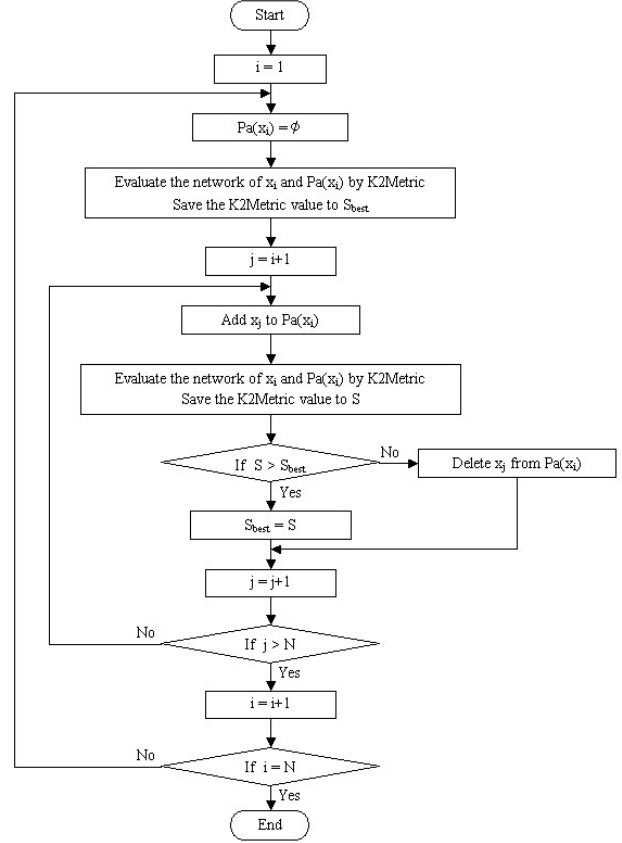 Start
i = 1
Pa(xᵢ) = ϕ
Evaluate the network of xᵢ and Pa(xᵢ) by K2Metric
Save the K2Metric value to S_best
j = i+1
Add xⱼ to Pa(xᵢ)
Evaluate the network of xᵢ and Pa(xᵢ) by K2Metric
Save the K2Metric value to S
If S > S_best
No
Delete xⱼ from Pa(xᵢ)
Yes
S_best = S
j = j+1
No
If j > N
Yes
i = i+1
No
If i = N
Yes
End